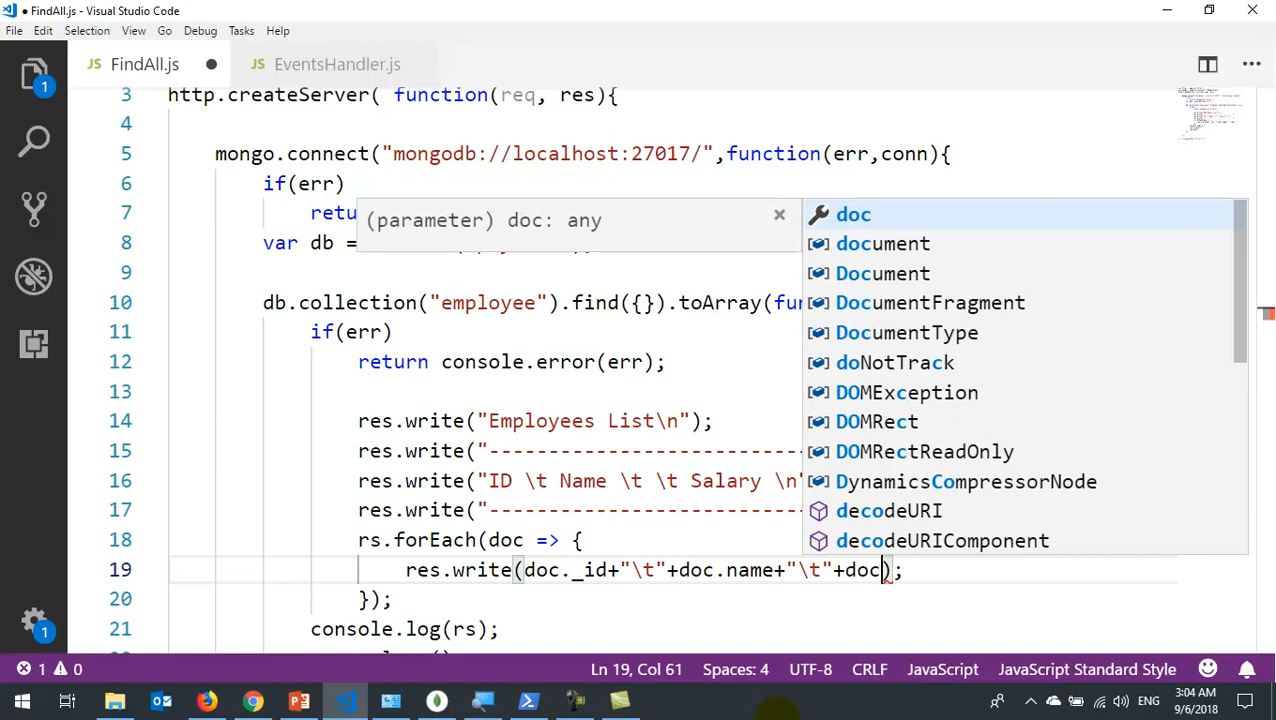 FindAll.js - Visual Studio Code
File Edit Selection View Go Debug Tasks Help
JS FindAll.js JS EventsHandler.js
3 http.createServer( function(req, res){
4
5 mongo.connect("mongodb://localhost:27017/",function(err,conn){
6 if(err)
7 retu
8 var db =
9
10 db.collection("employee").find({}).toArray(fu
11 if(err)
12 return console.error(err);
13
14 res.write("Employees List\n");
15 res.write("--------------------------
16 res.write("ID \t Name \t \t Salary \n"
17 res.write("--------------------------
18 rs.forEach(doc => {
19 res.write(doc._id+"\t"+doc.name+"\t"+doc);
20 });
21 console.log(rs);
(parameter) doc: any
doc
document
Document
DocumentFragment
DocumentType
doNotTrack
DOMException
DOMRect
DOMRectReadOnly
DynamicsCompressorNode
decodeURI
decodeURIComponent
1
1
1 0 Ln 19, Col 61 Spaces: 4 UTF-8 CRLF JavaScript JavaScript Standard Style
ENG 3:04 AM
9/6/2018